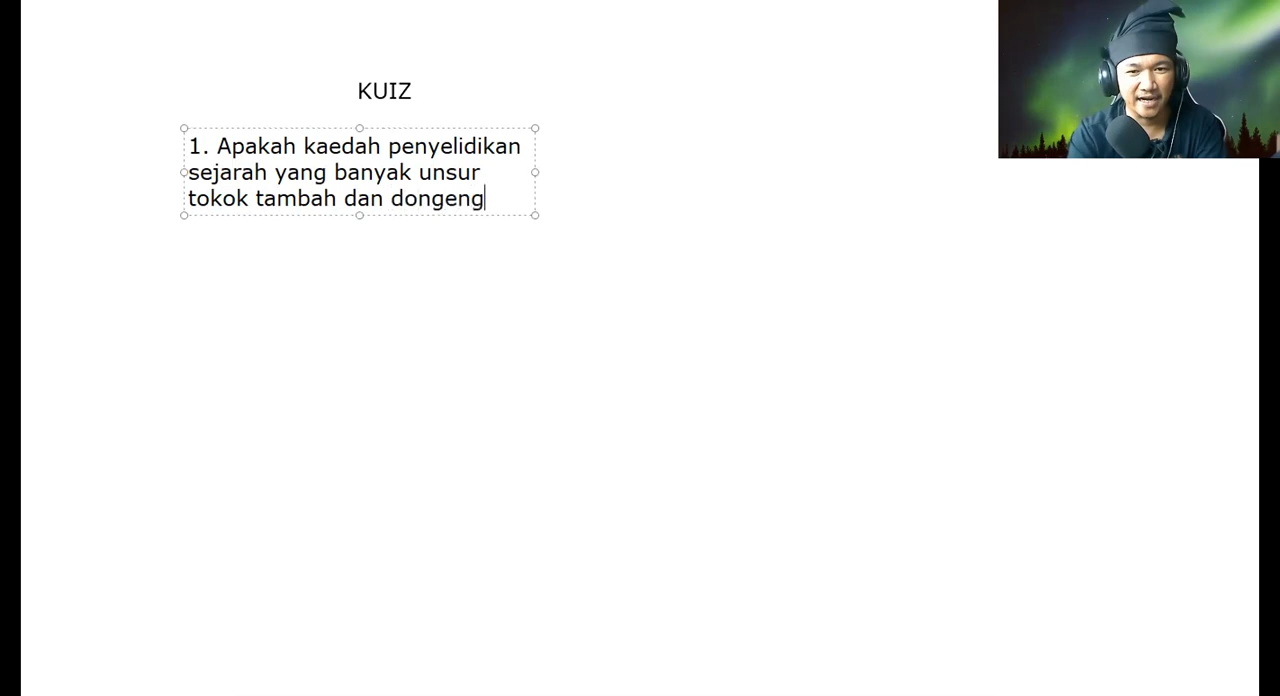 KUIZ
1. Apakah kaedah penyelidikan
sejarah yang banyak unsur
tokok tambah dan dongeng